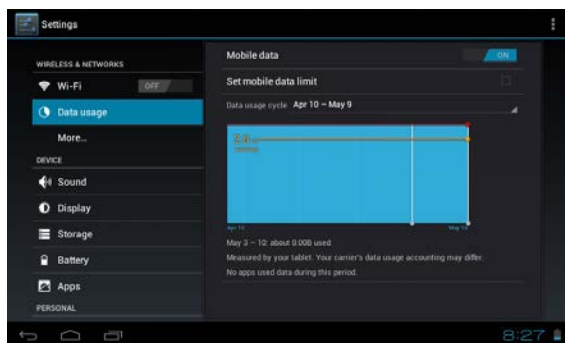 Settings
WIRELESS & NETWORKS
Wi-Fi OFF
Data usage
More...
DEVICE
Sound
Display
Storage
Battery
Apps
PERSONAL
Mobile data ON
Set mobile data limit
Data usage cycle Apr 10 – May 9
Apr 10 May 10
May 3 – 10: about 0.00B used
Measured by your tablet. Your carrier's data usage accounting may differ.
No apps used data during this period.
8:27